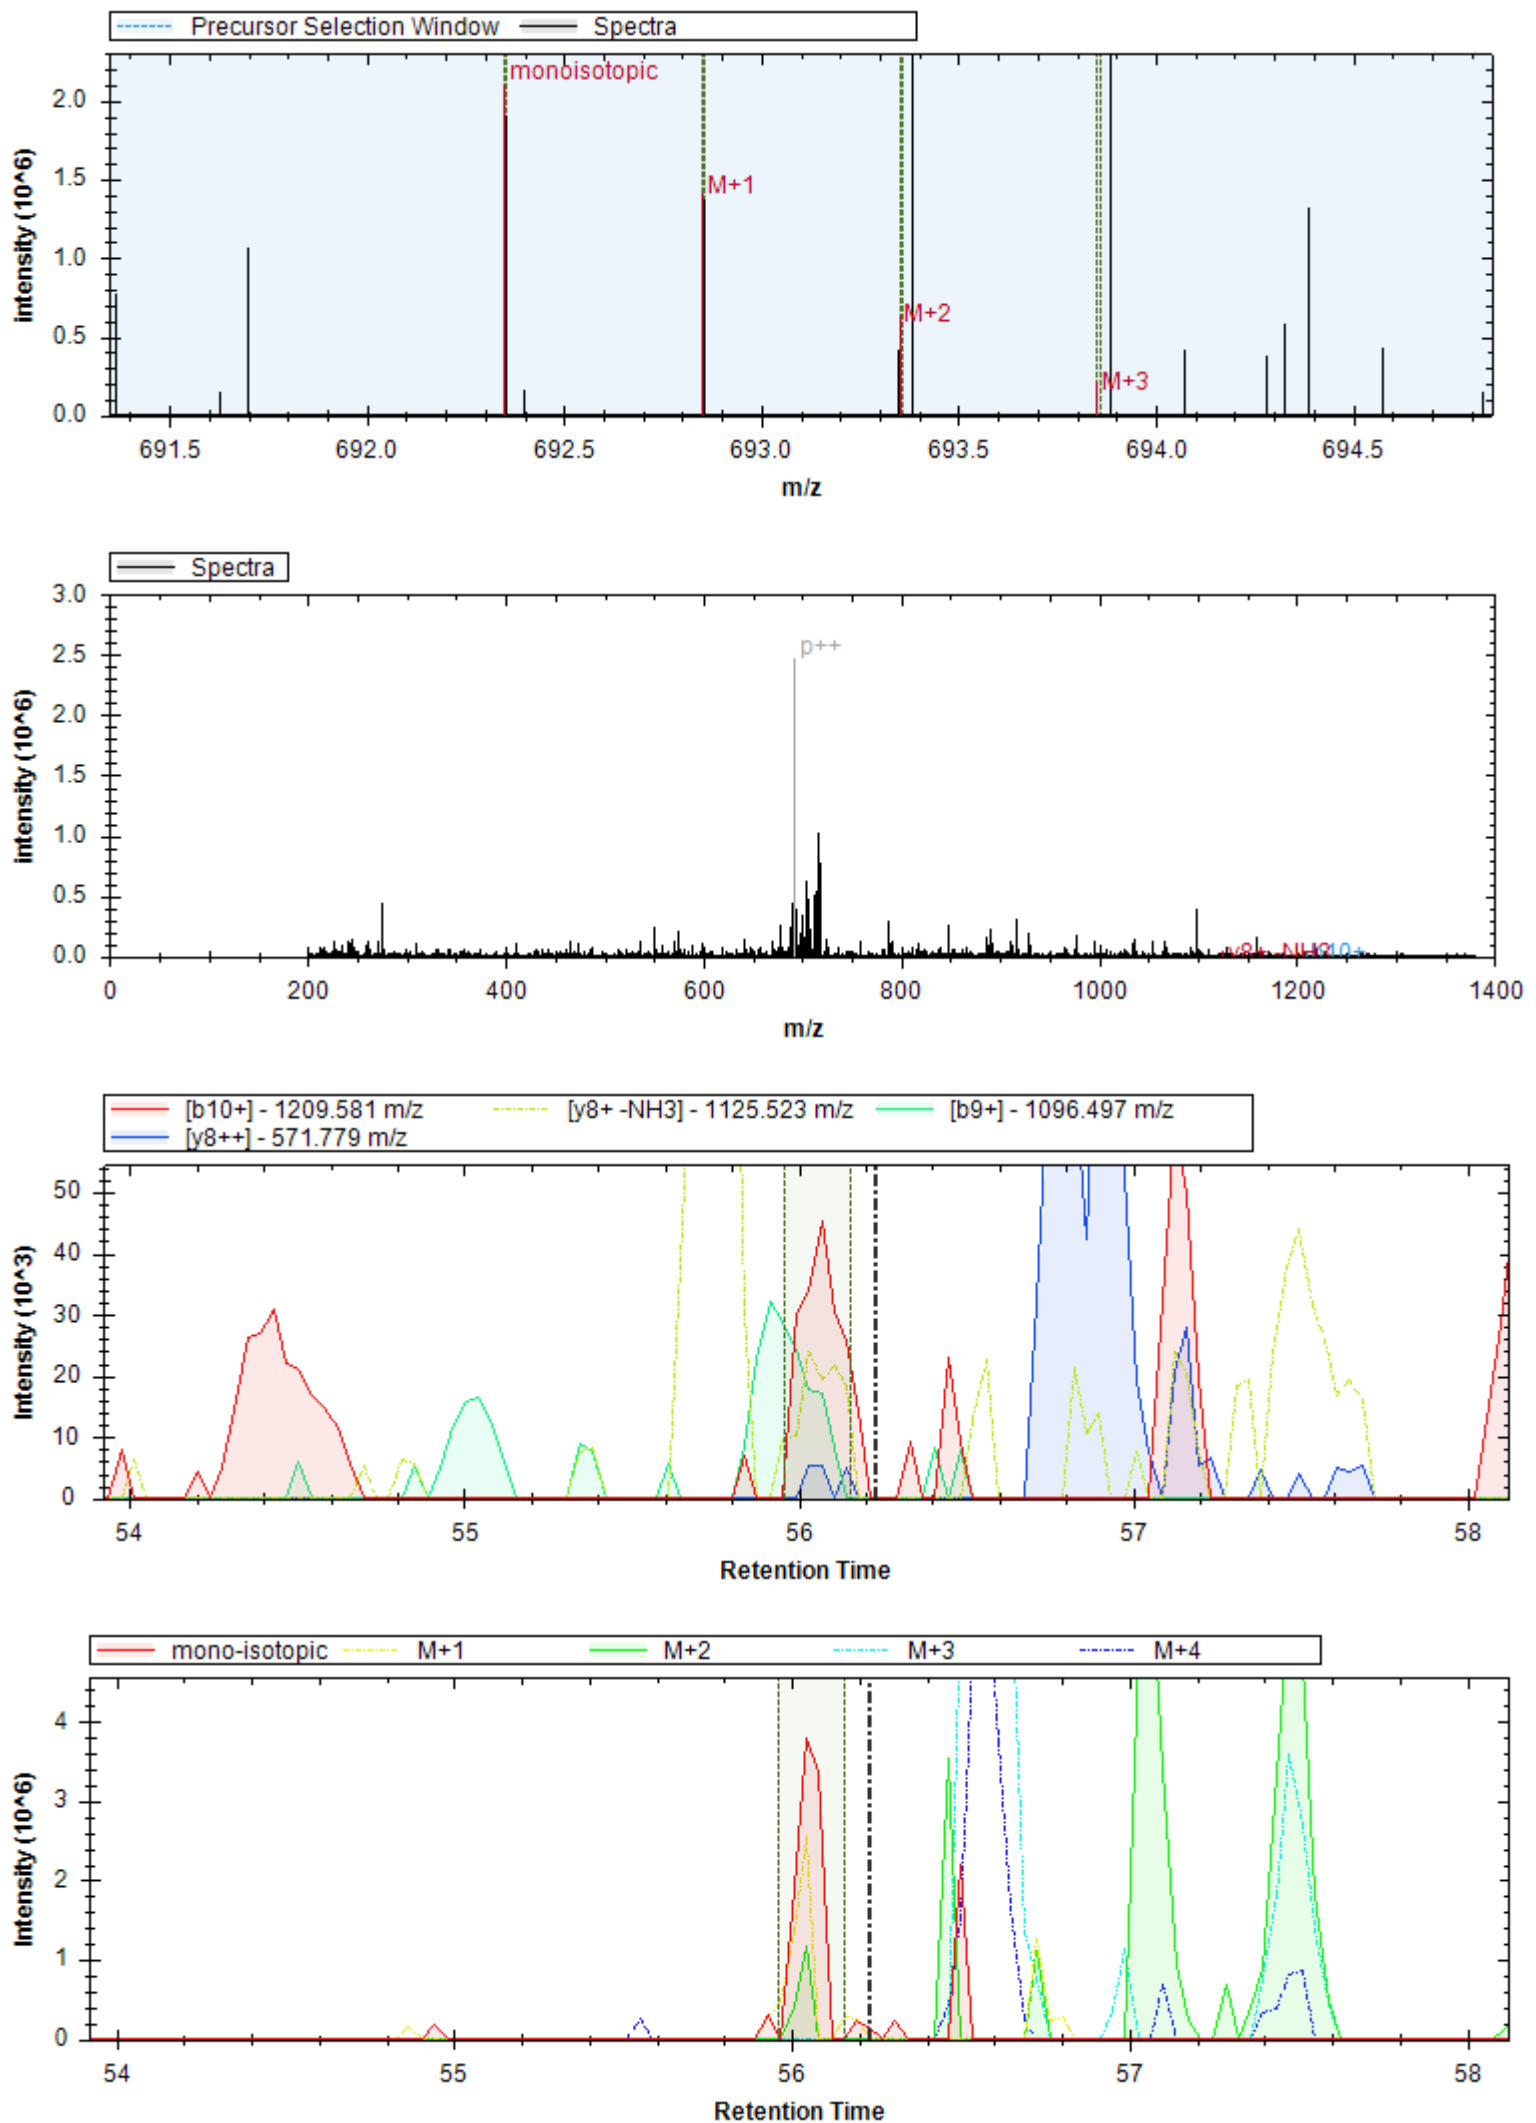 Precursor Selection Window Spectra
monoisotopic
M+1
M+2
M+3
intensity (10^6)
2.0
1.5
1.0
0.5
0.0
691.5 692.0 692.5 693.0 693.5 694.0 694.5
m/z
Spectra
p++
intensity (10^6)
3.0
2.5
2.0
1.5
1.0
0.5
0.0
y8+ -NH3
0 200 400 600 800 1000 1200 1400
m/z
[b10+] - 1209.581 m/z [y8+ -NH3] - 1125.523 m/z [b9+] - 1096.497 m/z
[y8++] - 571.779 m/z
Intensity (10^3)
50
40
30
20
10
0
54 55 56 57 58
Retention Time
mono-isotopic M+1 M+2 M+3 M+4
Intensity (10^6)
4
3
2
1
0
54 55 56 57 58
Retention Time